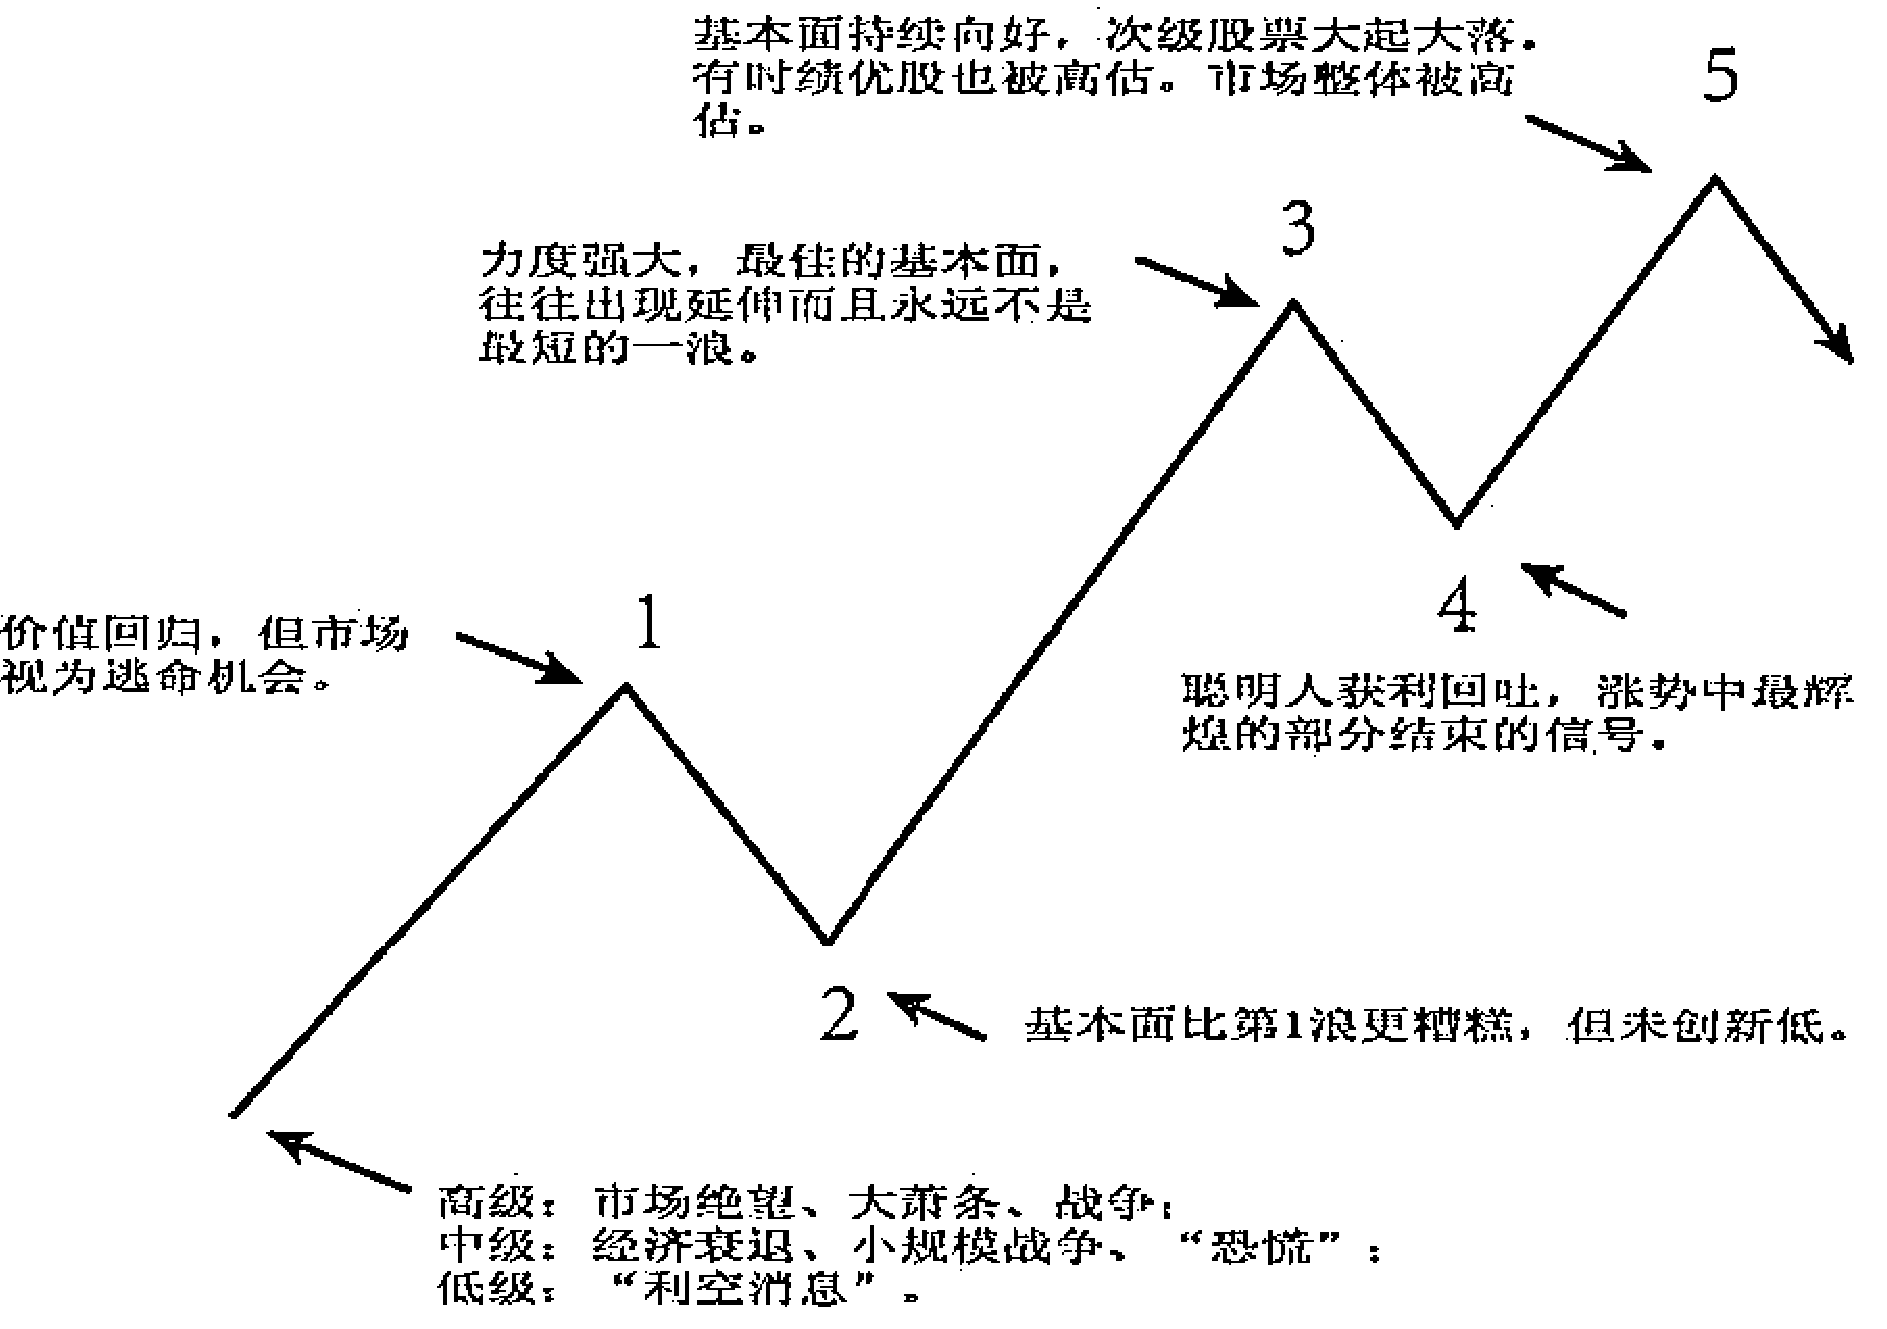 基本面持续向好，次级股票大起大落。
有时绩优股也被高估。市场整体被高
估。
5
3
力度强大，最佳的基本面，
往往出现延伸而且永远不是
最短的一浪。
1
价值回归，但市场
视为逃命机会。
4
聪明人获利回吐，涨势中最辉
煌的部分结束的信号。
2
基本面比第1浪更糟糕，但未创新低。
高级：市场绝望、大萧条、战争；
中级：经济衰退、小规模战争、“恐慌”；
低级：“利空消息”。